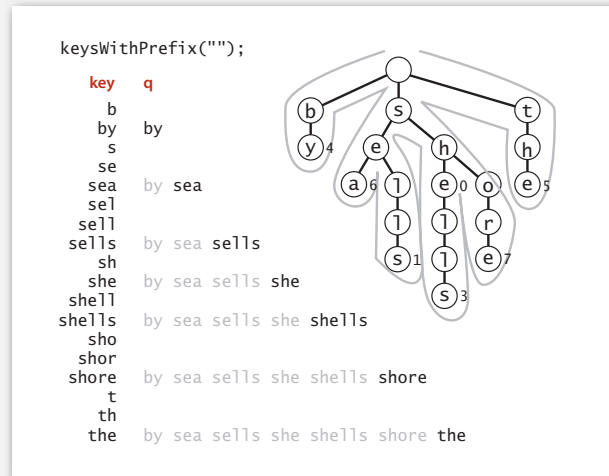 keysWithPrefix("");
key q
b
by by
s
se
sea by sea
sel
sell
sells by sea sells
sh
she by sea sells she
shell
shells by sea sells she shells
sho
shor
shore by sea sells she shells shore
t
th
the by sea sells she shells shore the
b s t
y 4 e h h
a 6 l e 0 o e 5
l l r
s 1 l e 7
s 3